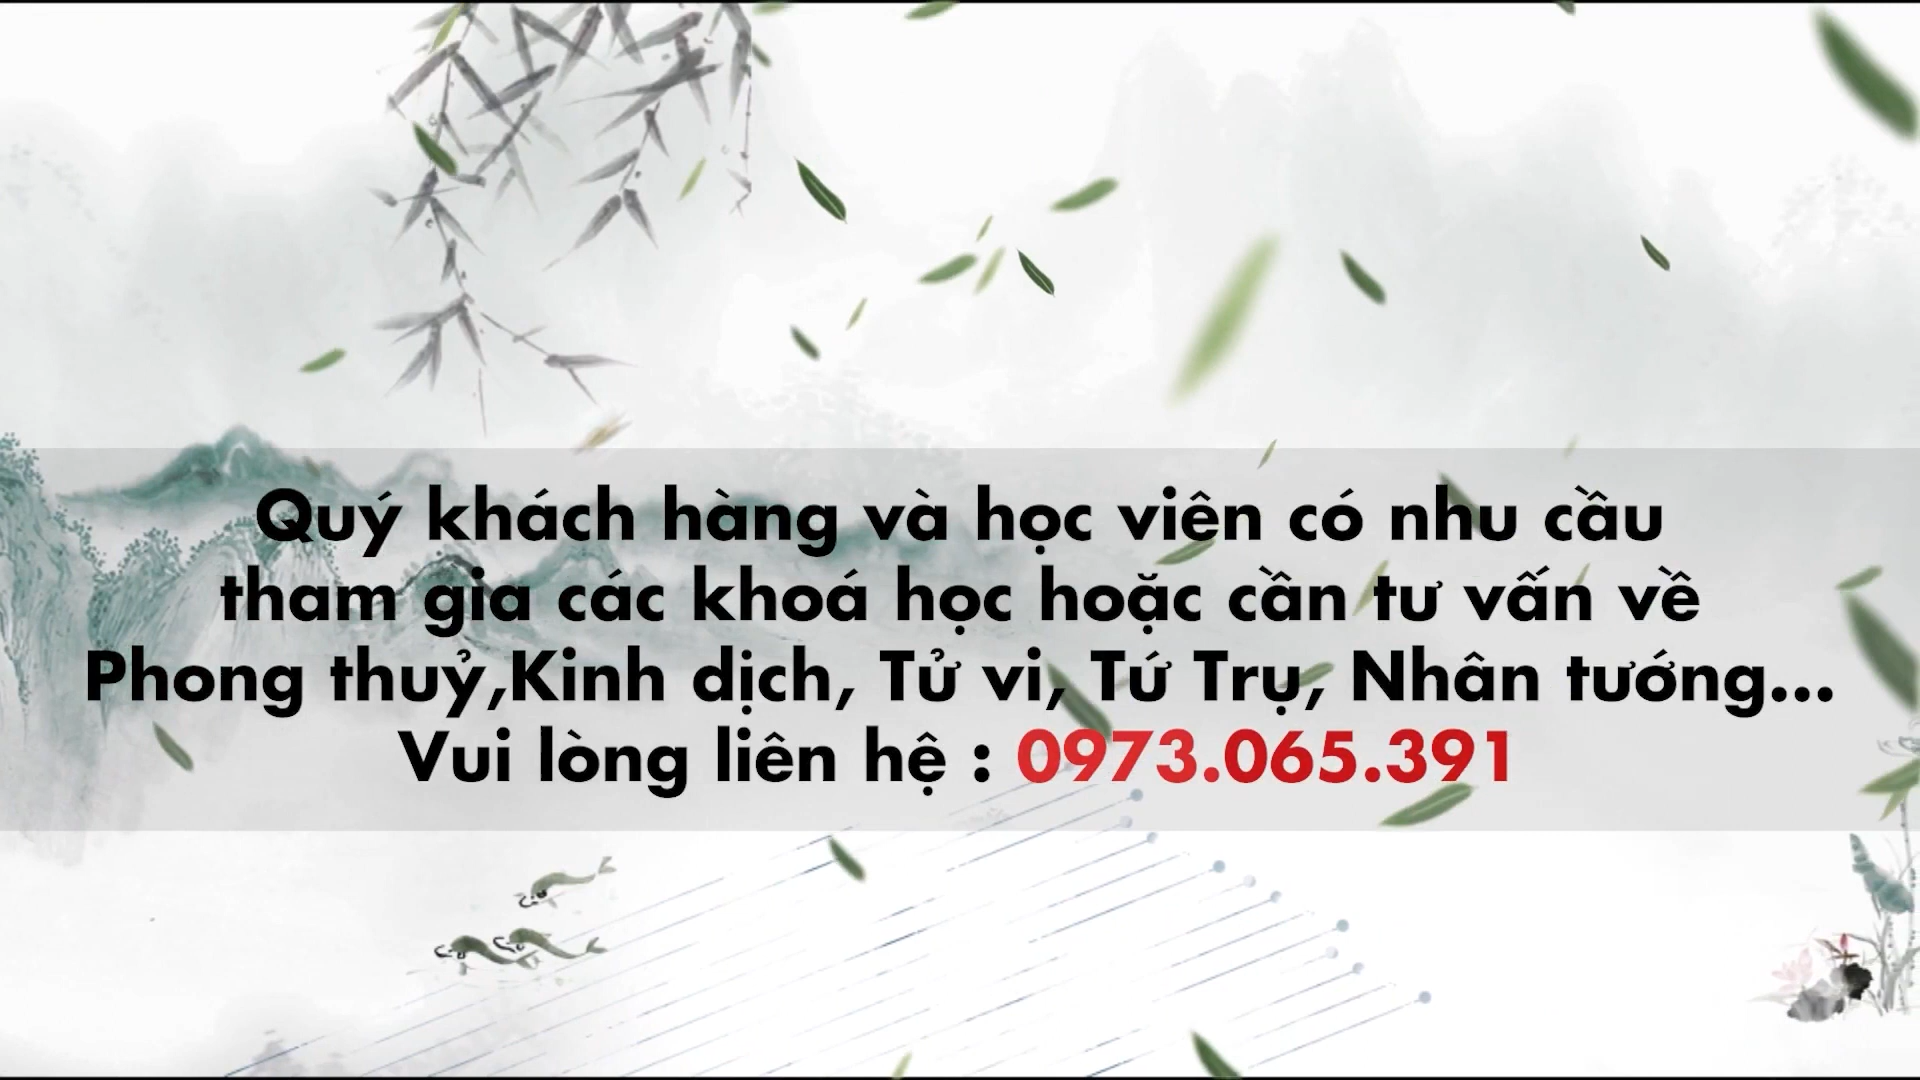 Quý khách hàng và học viên có nhu cầu
tham gia các khoá học hoặc cần tư vấn về
Phong thuỷ,Kinh dịch, Tử vi, Tứ Trụ, Nhân tướng...
Vui lòng liên hệ : 0973.065.391